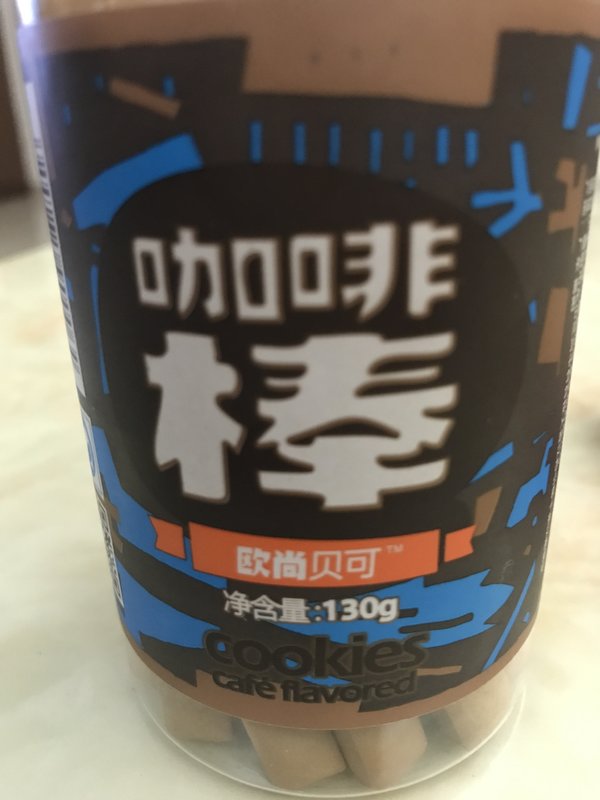 咖啡
棒
欧尚贝可™
净含量:130g
cookies
café flavored